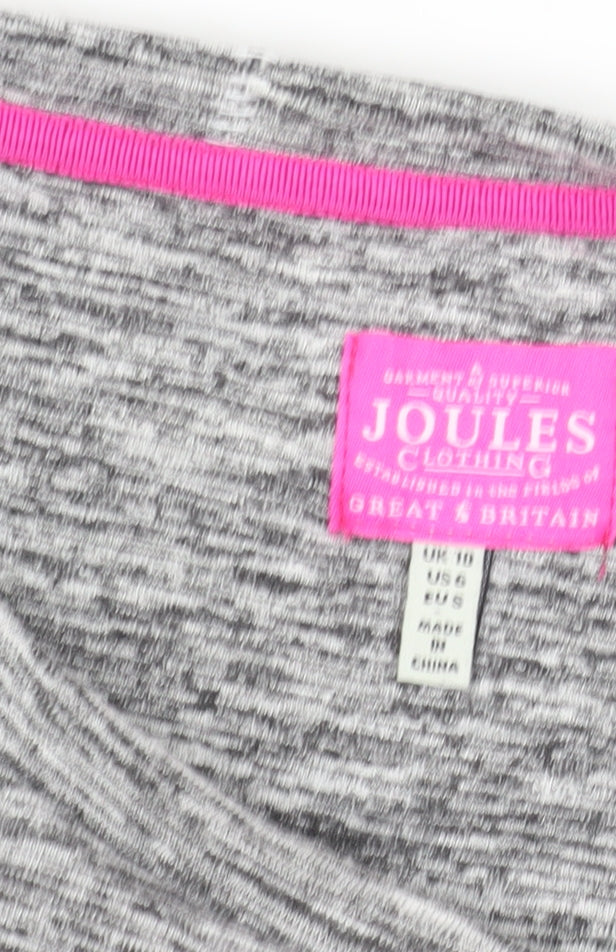 A
GARMENT of SUPERIOR
QUALITY
JOULES
CLOTHING
ESTABLISHED in the FIELDS of
GREAT & BRITAIN
UK 10
US 6
EU S
MADE
IN
CHINA